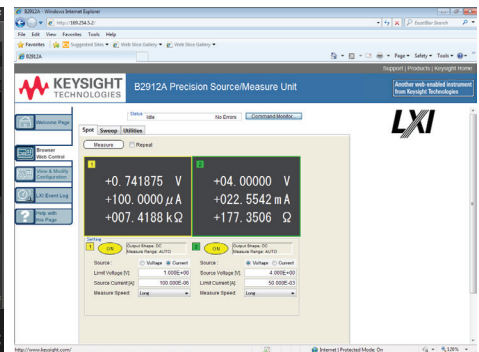 B2912A - Windows Internet Explorer
http://169.254.5.2/
File Edit View Favorites Tools Help
Favorites Suggested Sites Web Slice Gallery Web Slice Gallery
B2912A
Page Safety Tools
Support | Products | Keysight Home
KEYSIGHT TECHNOLOGIES
B2912A Precision Source/Measure Unit
Another web-enabled instrument from Keysight Technologies
LXI
Welcome Page
Browser Web Control
View & Modify Configuration
LXI Event Log
Help with this Page
Status Idle No Errors Command Monitor...
Spot Sweep Utilities
Measure Repeat
1
+0. 741875 V
+100. 0000 μA
+007. 4188 kΩ
2
+04. 00000 V
+022. 5542 mA
+177. 3506 Ω
Setting
1 ON Output Shape: DC
Measure Range: AUTO
Source : Voltage Current
Limit Voltage [V] 1.000E+00
Source Current [A] 100.000E-06
Measure Speed Long
2 ON Output Shape: DC
Measure Range: AUTO
Source : Voltage Current
Source Voltage [V] 4.000E+00
Limit Current [A] 50.000E-03
Measure Speed Long
http://www.keysight.com/
Internet | Protected Mode: On
120%